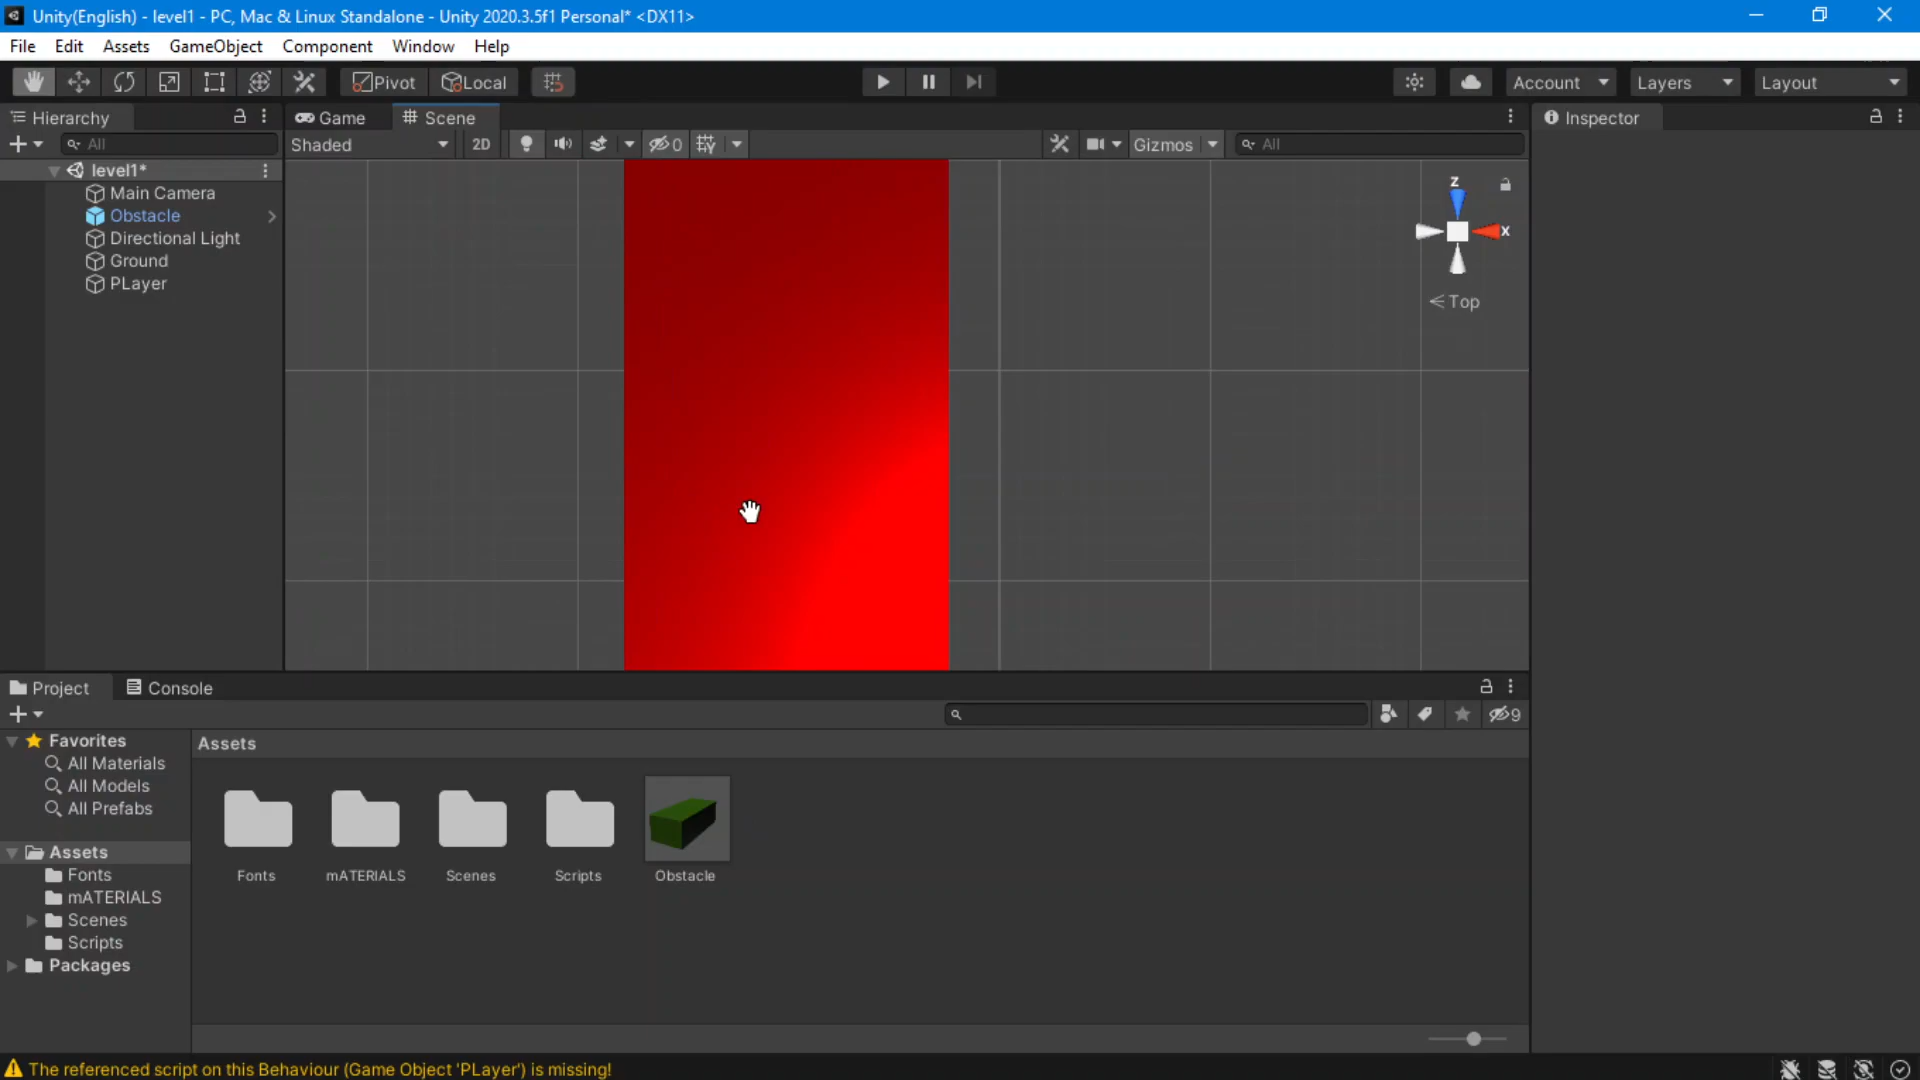 Unity(English) - level1 - PC, Mac & Linux Standalone - Unity 2020.3.5f1 Personal* <DX11>
File Edit Assets GameObject Component Window Help
Pivot Local Account Layers Layout
Hierarchy Game Scene Inspector
All Shaded 2D 0 Gizmos All
level1*
Main Camera
Obstacle
Directional Light
Ground
PLayer
z
x
Top
Project Console
9
Favorites
All Materials
All Models
All Prefabs
Assets
Fonts
mATERIALS
Scenes
Scripts
Packages
Assets
Fonts mATERIALS Scenes Scripts Obstacle
The referenced script on this Behaviour (Game Object 'PLayer') is missing!